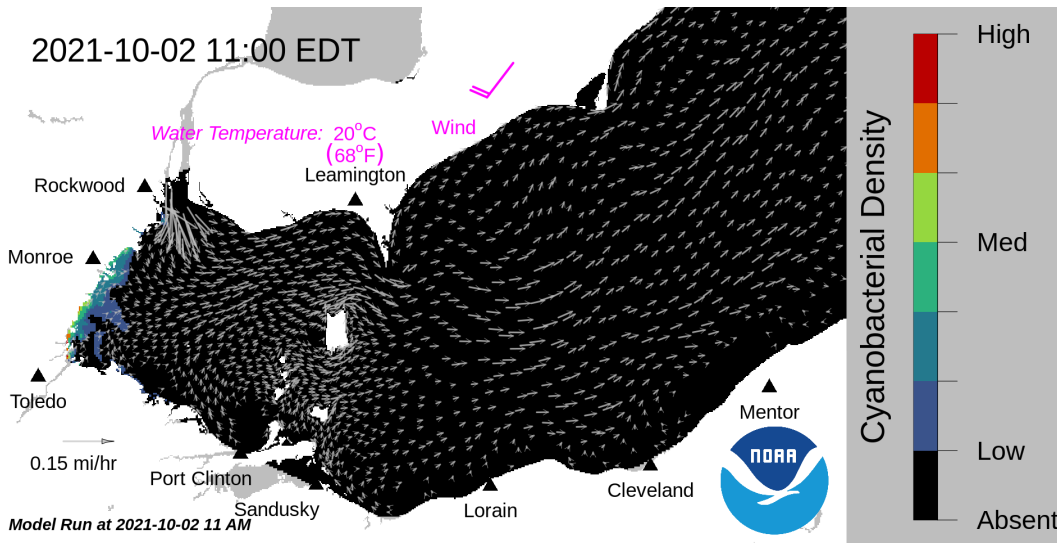 2021-10-02 11:00 EDT
High
Water Temperature: 20°C
(68°F)
Wind
Leamington
Rockwood
Monroe
Med
Cyanobacterial Density
Toledo
Mentor
0.15 mi/hr
NOAA
Low
Port Clinton
Cleveland
Sandusky
Lorain
Model Run at 2021-10-02 11 AM
Absent